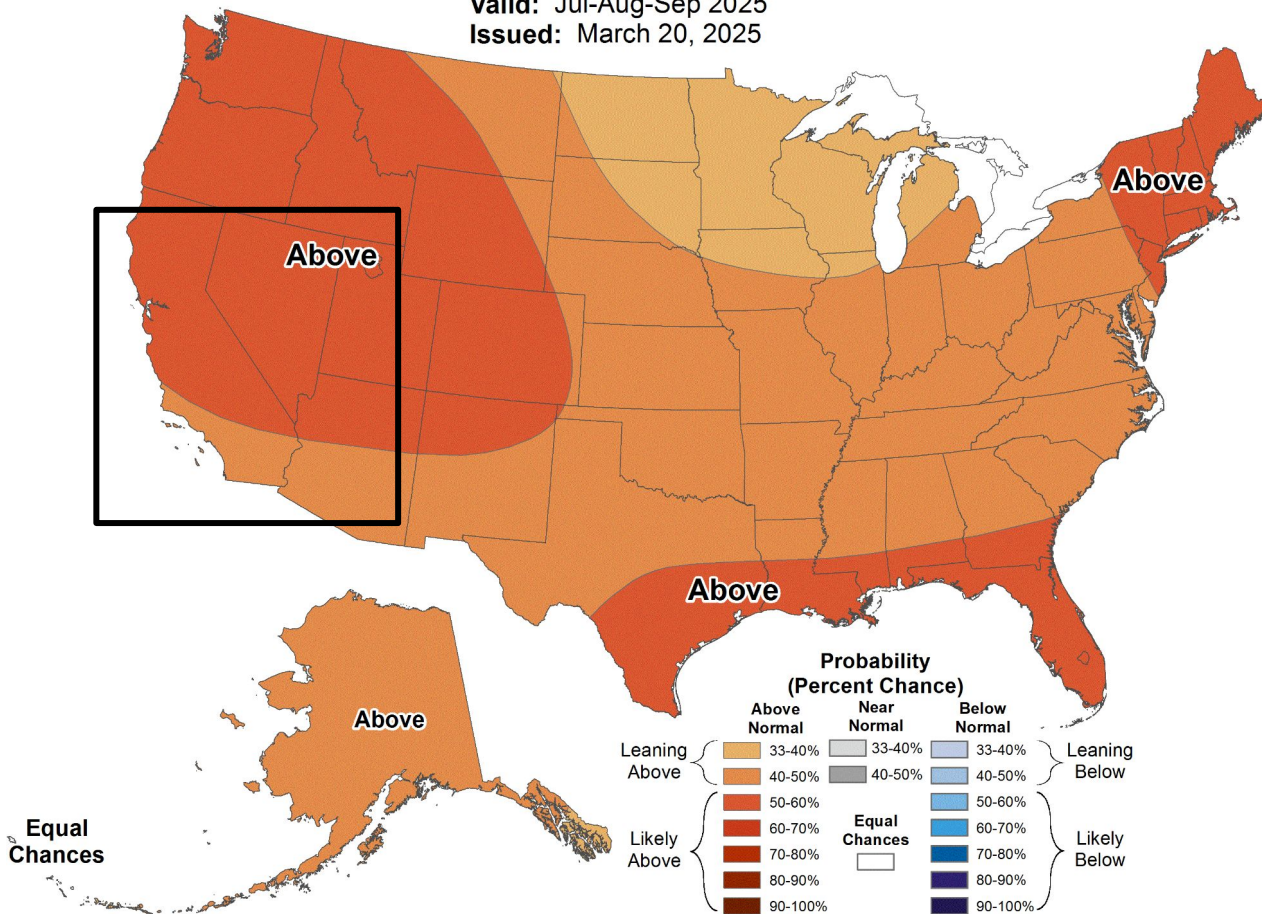 Valid: Jul-Aug-Sep 2025
Issued: March 20, 2025
Above
Above
Above
Above
Equal
Chances
Probability
(Percent Chance)
Above
Normal
Near
Normal
Below
Normal
Leaning
Above
33-40%
40-50%
33-40%
40-50%
33-40%
40-50%
Leaning
Below
Likely
Above
50-60%
60-70%
70-80%
80-90%
90-100%
Equal
Chances
50-60%
60-70%
70-80%
80-90%
90-100%
Likely
Below